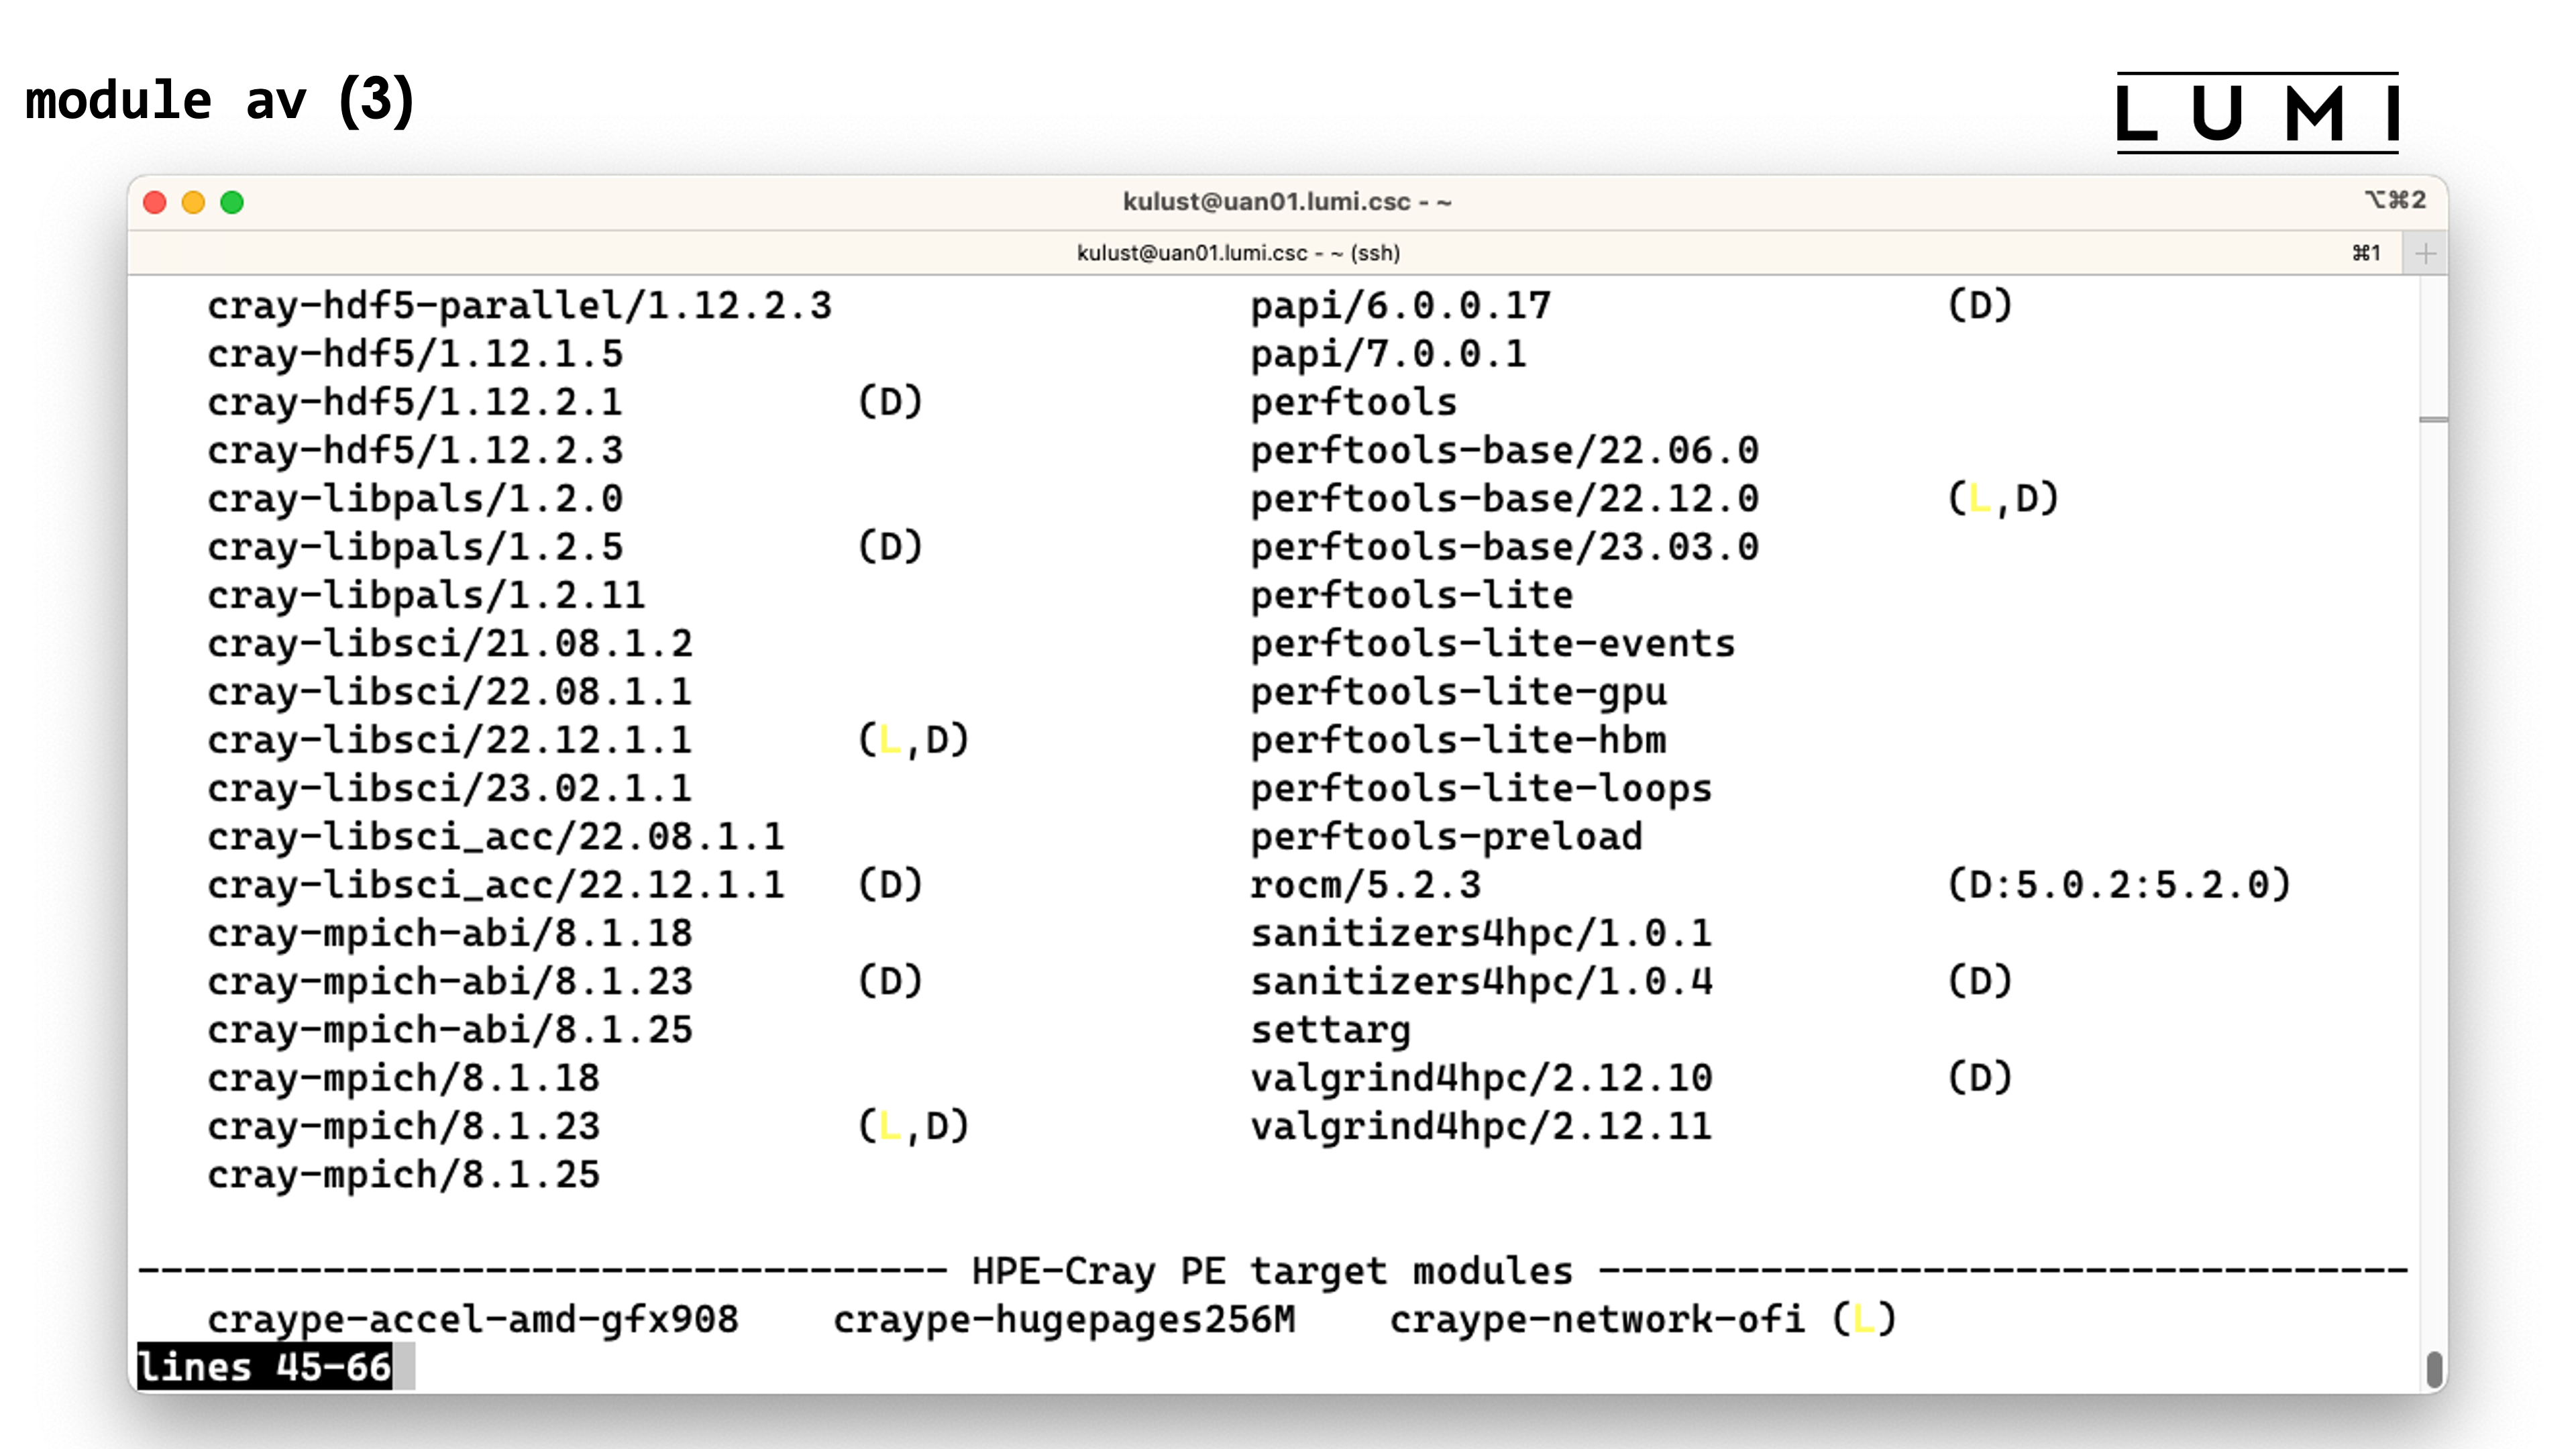 module av (3)
LUMI
kulust@uan01.lumi.csc - ~
⌥⌘2
kulust@uan01.lumi.csc - ~ (ssh)
⌘1
+
cray-hdf5-parallel/1.12.2.3 papi/6.0.0.17 (D)
cray-hdf5/1.12.1.5 papi/7.0.0.1
cray-hdf5/1.12.2.1 (D) perftools
cray-hdf5/1.12.2.3 perftools-base/22.06.0
cray-libpals/1.2.0 perftools-base/22.12.0 (L,D)
cray-libpals/1.2.5 (D) perftools-base/23.03.0
cray-libpals/1.2.11 perftools-lite
cray-libsci/21.08.1.2 perftools-lite-events
cray-libsci/22.08.1.1 perftools-lite-gpu
cray-libsci/22.12.1.1 (L,D) perftools-lite-hbm
cray-libsci/23.02.1.1 perftools-lite-loops
cray-libsci_acc/22.08.1.1 perftools-preload
cray-libsci_acc/22.12.1.1 (D) rocm/5.2.3 (D:5.0.2:5.2.0)
cray-mpich-abi/8.1.18 sanitizers4hpc/1.0.1
cray-mpich-abi/8.1.23 (D) sanitizers4hpc/1.0.4 (D)
cray-mpich-abi/8.1.25 settarg
cray-mpich/8.1.18 valgrind4hpc/2.12.10 (D)
cray-mpich/8.1.23 (L,D) valgrind4hpc/2.12.11
cray-mpich/8.1.25
----------------------------------- HPE-Cray PE target modules -----------------------------------
craype-accel-amd-gfx908 craype-hugepages256M craype-network-ofi (L)
lines 45-66